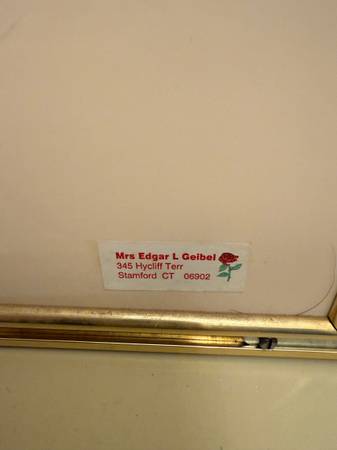 Mrs Edgar L Geibel
345 Hycliff Terr
Stamford CT 06902